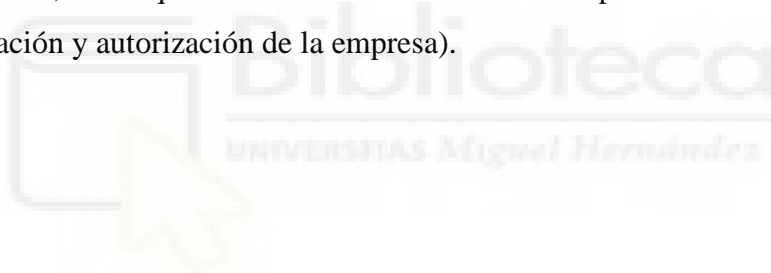 ación y autorización de la empresa).
Biblioteca
UNIVERSITAS Miguel Hernández